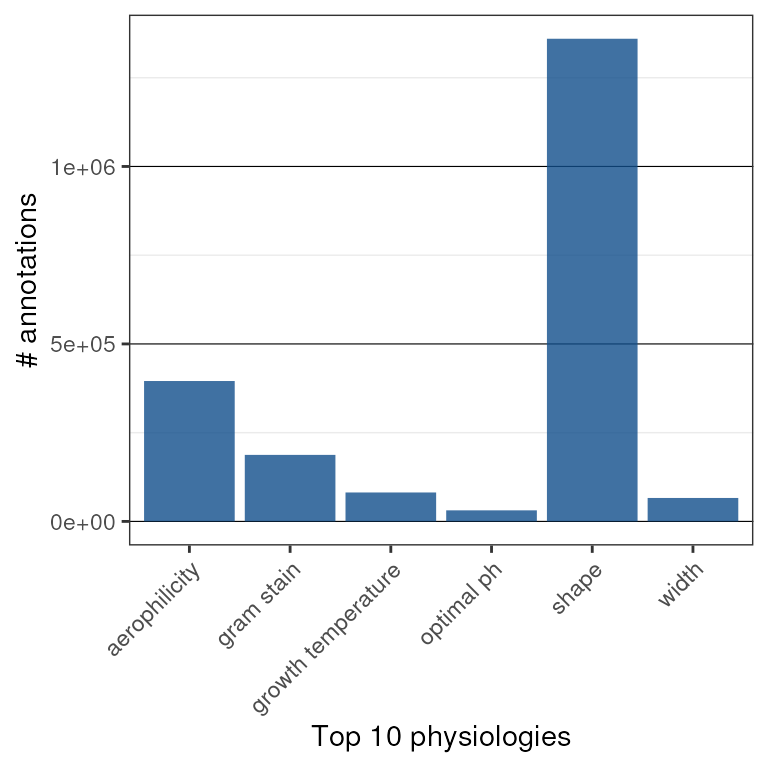 # annotations
1e+06
5e+05
0e+00
aerophilicity
gram stain
growth temperature
optimal ph
shape
width
Top 10 physiologies